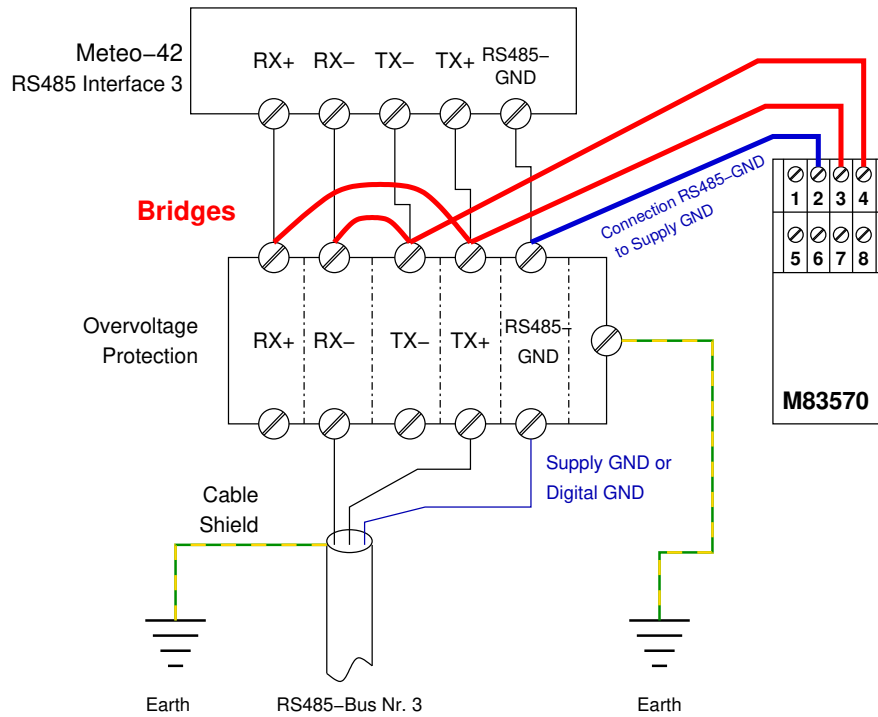 Meteo−42
RS485 Interface 3
RX+ RX− TX− TX+ RS485−
GND
Bridges
Connection RS485−GND
to Supply GND
1 2 3 4
5 6 7 8
M83570
Overvoltage
Protection
RX+ RX− TX− TX+ RS485−
GND
Supply GND or
Digital GND
Cable
Shield
Earth RS485−Bus Nr. 3 Earth